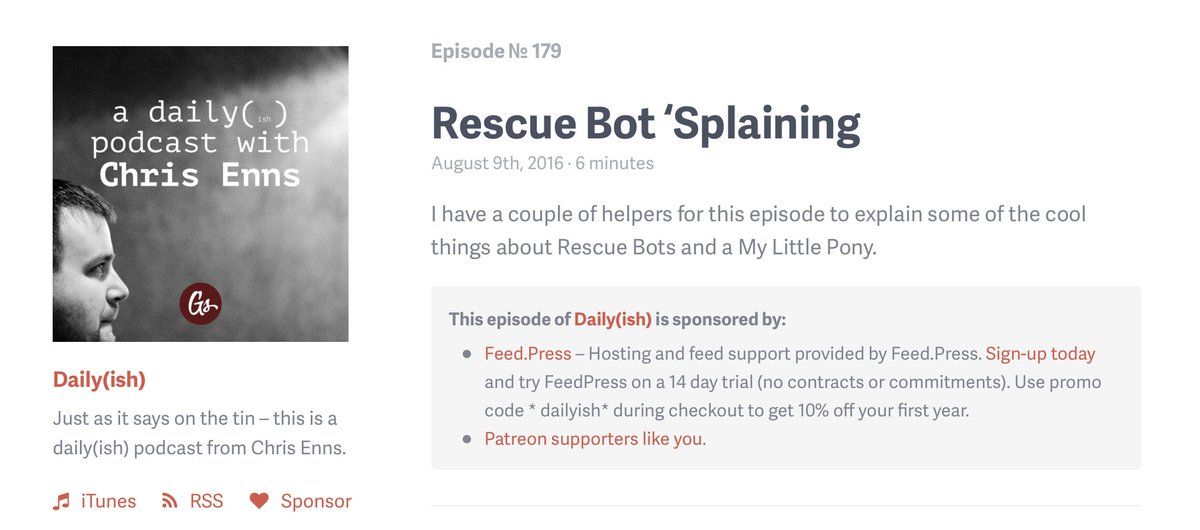 a daily(ish)
podcast with
Chris Enns
Gs
Daily(ish)
Just as it says on the tin – this is a
daily(ish) podcast from Chris Enns.
iTunes RSS Sponsor
Episode № 179
Rescue Bot ‘Splaining
August 9th, 2016 · 6 minutes
I have a couple of helpers for this episode to explain some of the cool
things about Rescue Bots and a My Little Pony.
This episode of Daily(ish) is sponsored by:
• Feed.Press – Hosting and feed support provided by Feed.Press. Sign-up today
and try FeedPress on a 14 day trial (no contracts or commitments). Use promo
code * dailyish* during checkout to get 10% off your first year.
• Patreon supporters like you.